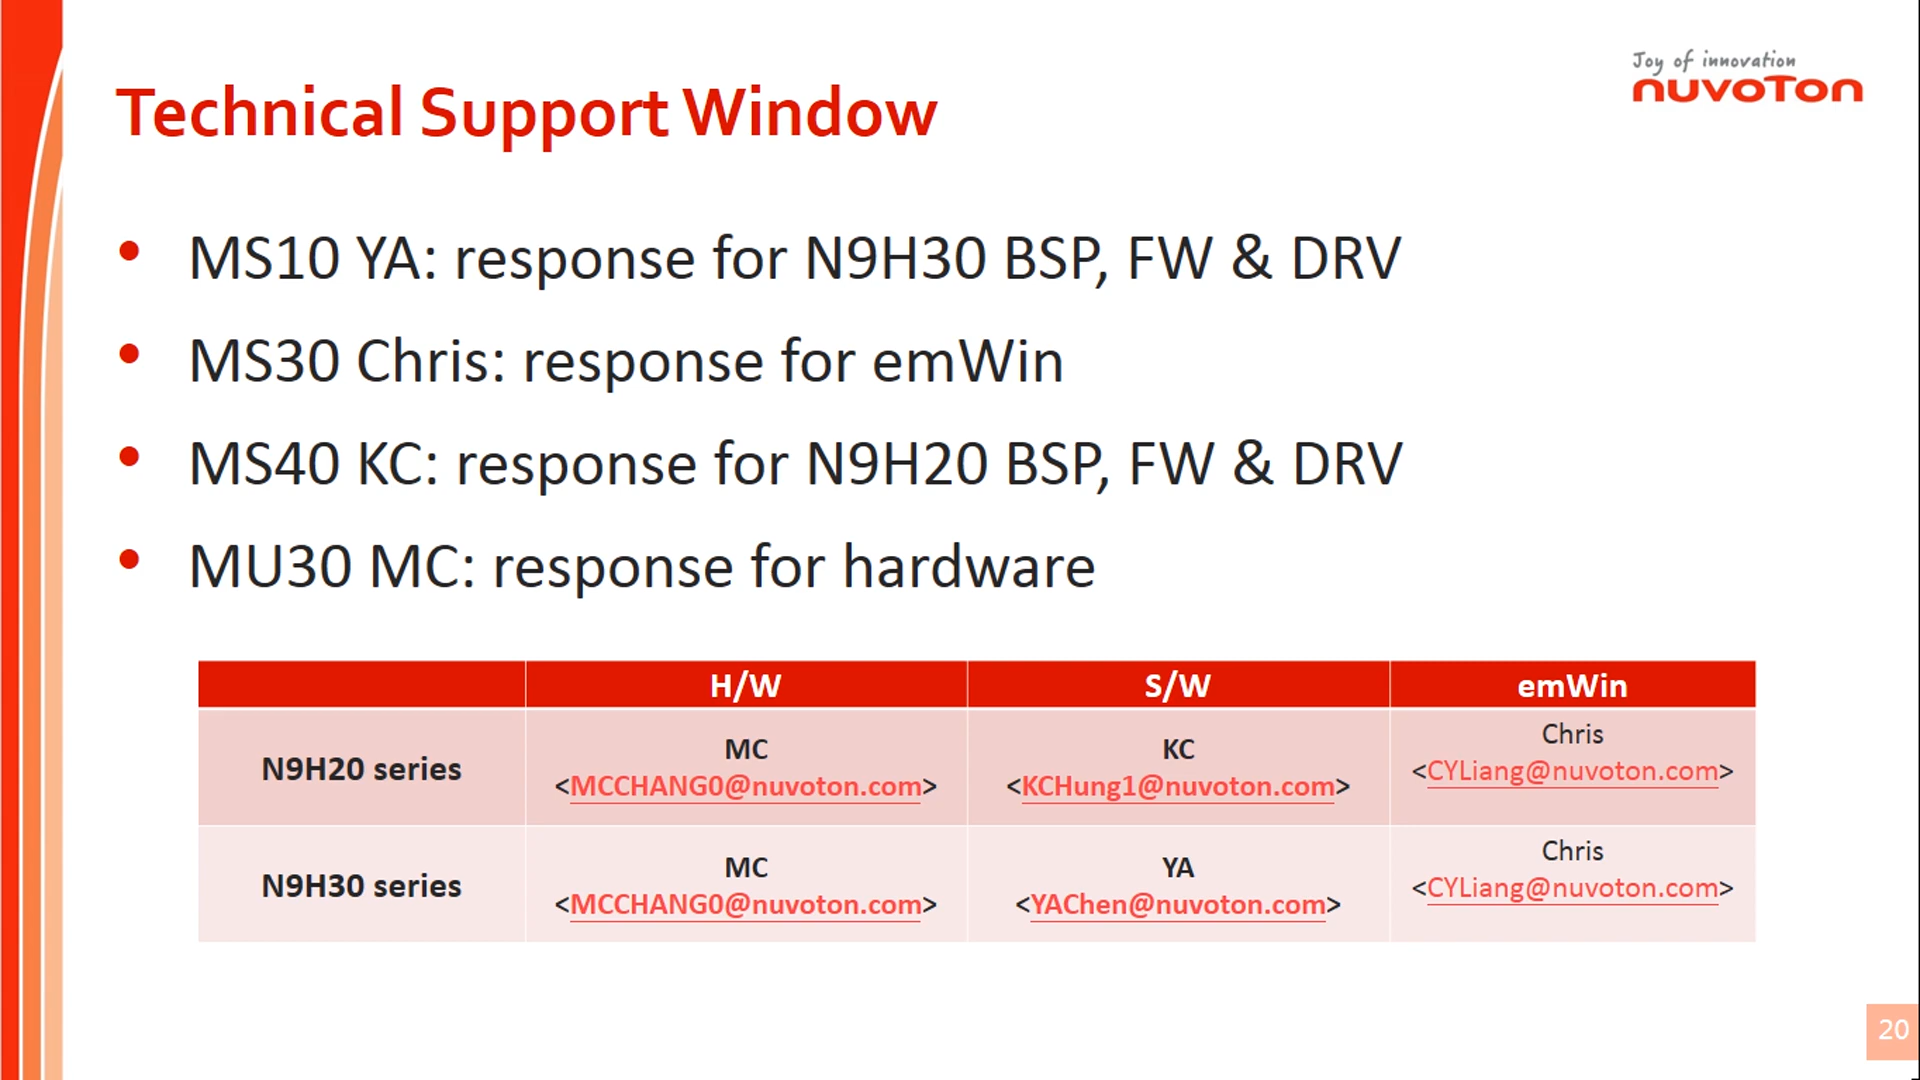 Joy of innovation
nuvoTon
Technical Support Window
• MS10 YA: response for N9H30 BSP, FW & DRV
• MS30 Chris: response for emWin
• MS40 KC: response for N9H20 BSP, FW & DRV
• MU30 MC: response for hardware
H/W S/W emWin
N9H20 series MC <MCCHANG0@nuvoton.com> KC <KCHung1@nuvoton.com> Chris <CYLiang@nuvoton.com>
N9H30 series MC <MCCHANG0@nuvoton.com> YA <YAChen@nuvoton.com> Chris <CYLiang@nuvoton.com>
20